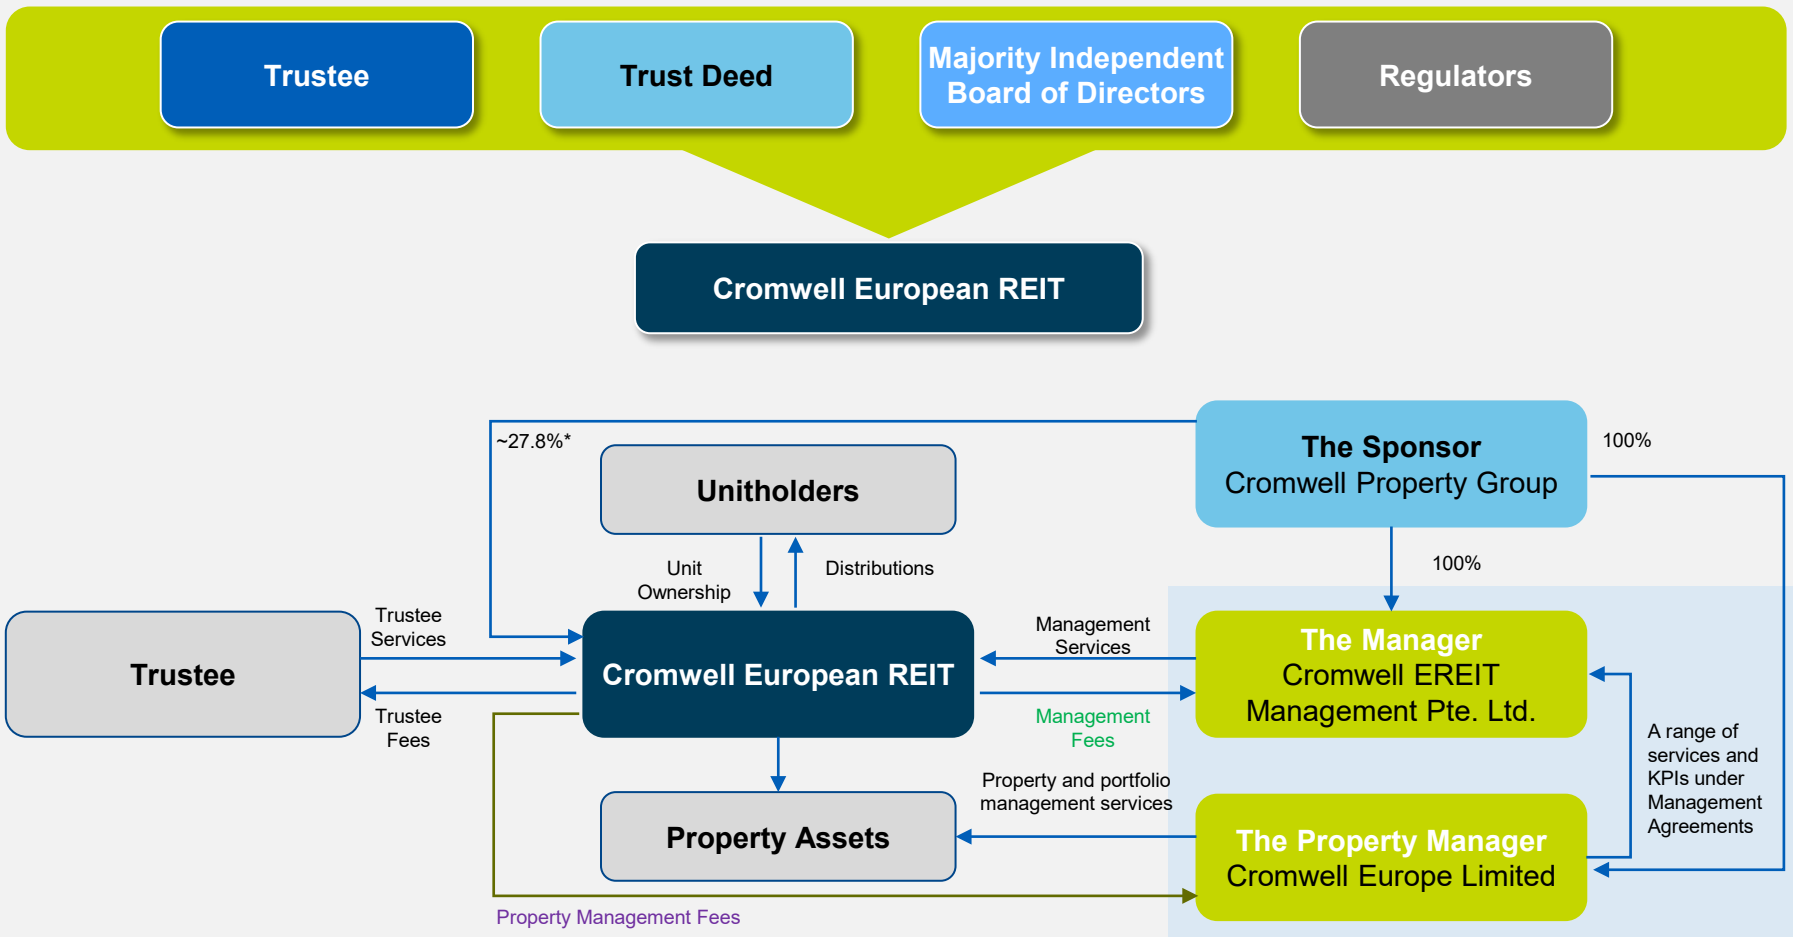 Trustee
Trust Deed
Majority Independent
Board of Directors
Regulators
Cromwell European REIT
~27.8%*
Unitholders
The Sponsor
Cromwell Property Group
100%
Unit
Ownership
Distributions
100%
Trustee
Trustee
Services
Trustee
Fees
Cromwell European REIT
Management
Services
Management
Fees
The Manager
Cromwell EREIT
Management Pte. Ltd.
A range of
services and
KPIs under
Management
Agreements
Property Assets
Property and portfolio
management services
The Property Manager
Cromwell Europe Limited
Property Management Fees